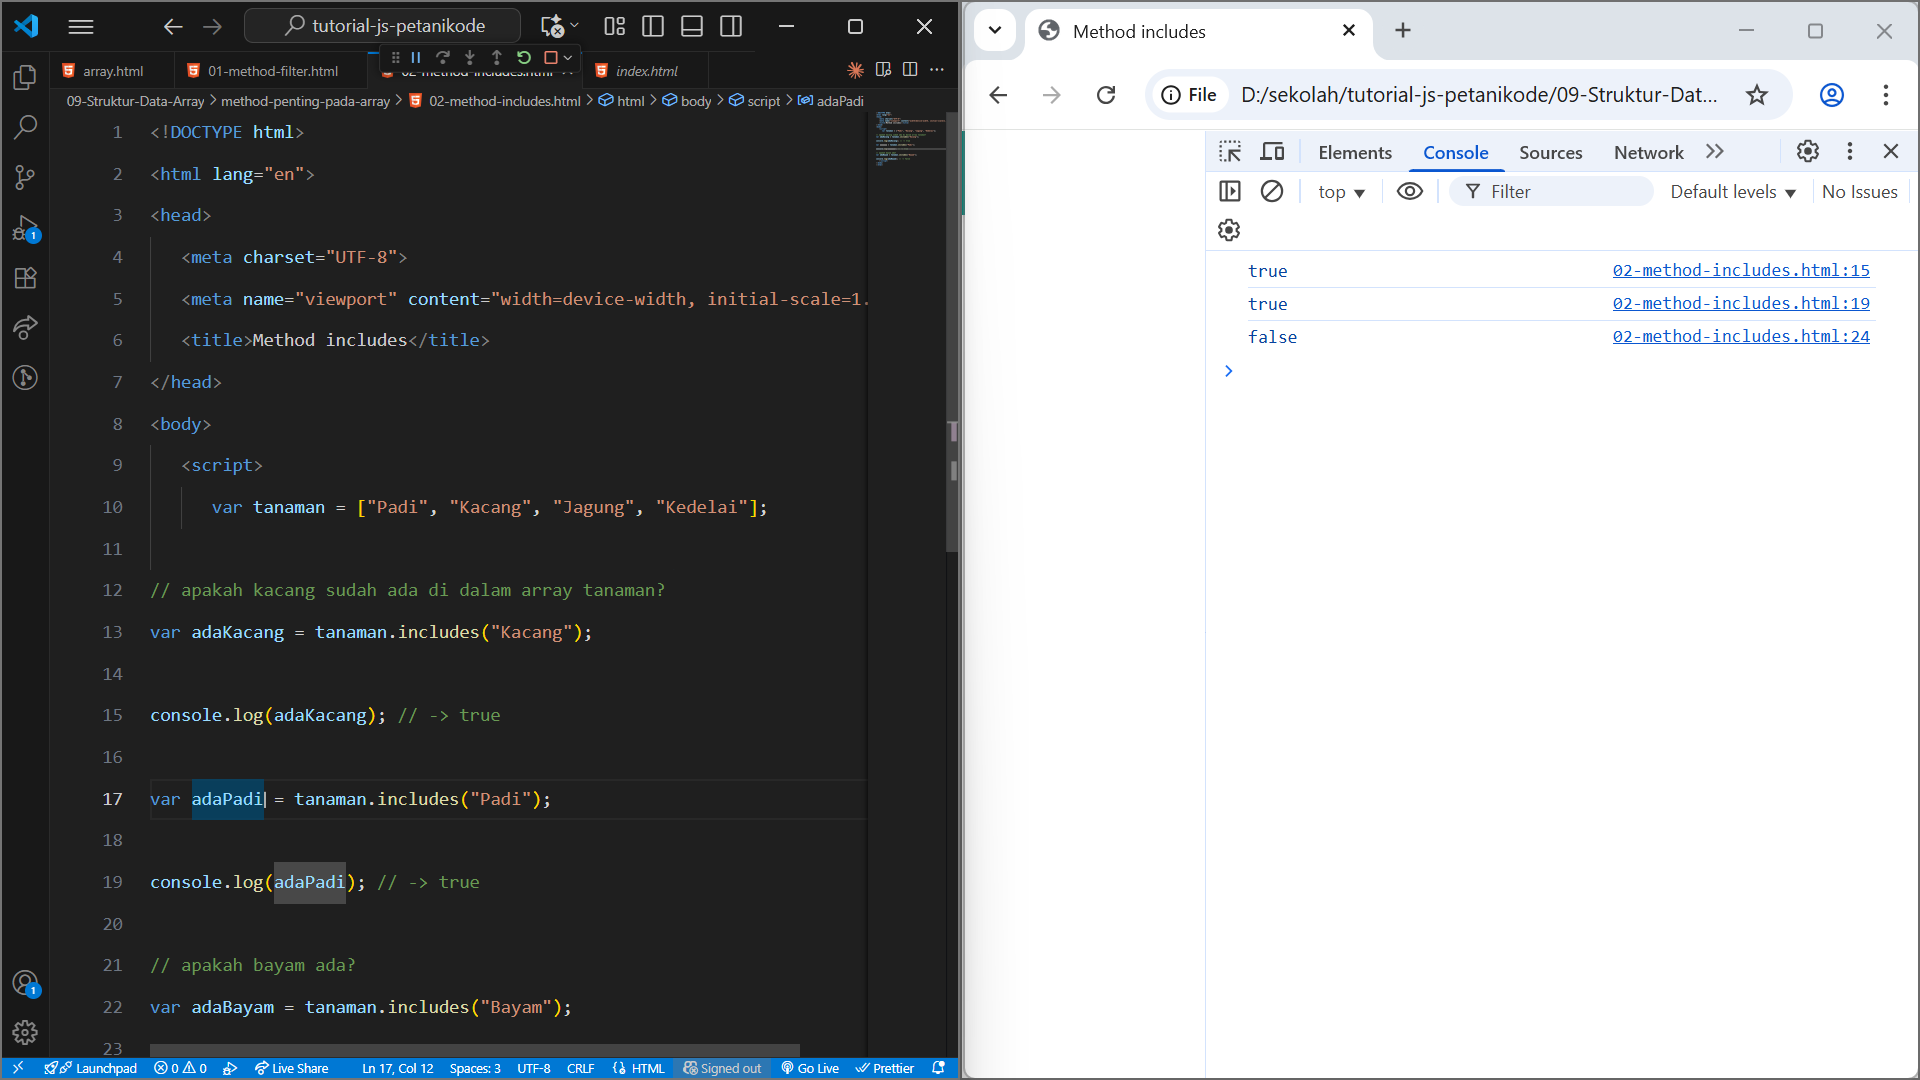 tutorial-js-petanikode
array.html
01-method-filter.html
02-method-includes.html
index.html
09-Struktur-Data-Array > method-penting-pada-array > 02-method-includes.html > html > body > script > adaPadi
1 <!DOCTYPE html>
2 <html lang="en">
3 <head>
4 <meta charset="UTF-8">
5 <meta name="viewport" content="width=device-width, initial-scale=1.
6 <title>Method includes</title>
7 </head>
8 <body>
9 <script>
10 var tanaman = ["Padi", "Kacang", "Jagung", "Kedelai"];
11
12 // apakah kacang sudah ada di dalam array tanaman?
13 var adaKacang = tanaman.includes("Kacang");
14
15 console.log(adaKacang); // -> true
16
17 var adaPadi = tanaman.includes("Padi");
18
19 console.log(adaPadi); // -> true
20
21 // apakah bayam ada?
22 var adaBayam = tanaman.includes("Bayam");
23
1
1
Launchpad 0 0 Live Share Ln 17, Col 12 Spaces: 3 UTF-8 CRLF HTML Signed out Go Live Prettier
Method includes
File D:/sekolah/tutorial-js-petanikode/09-Struktur-Dat...
Elements Console Sources Network
top Filter Default levels No Issues
true 02-method-includes.html:15
true 02-method-includes.html:19
false 02-method-includes.html:24